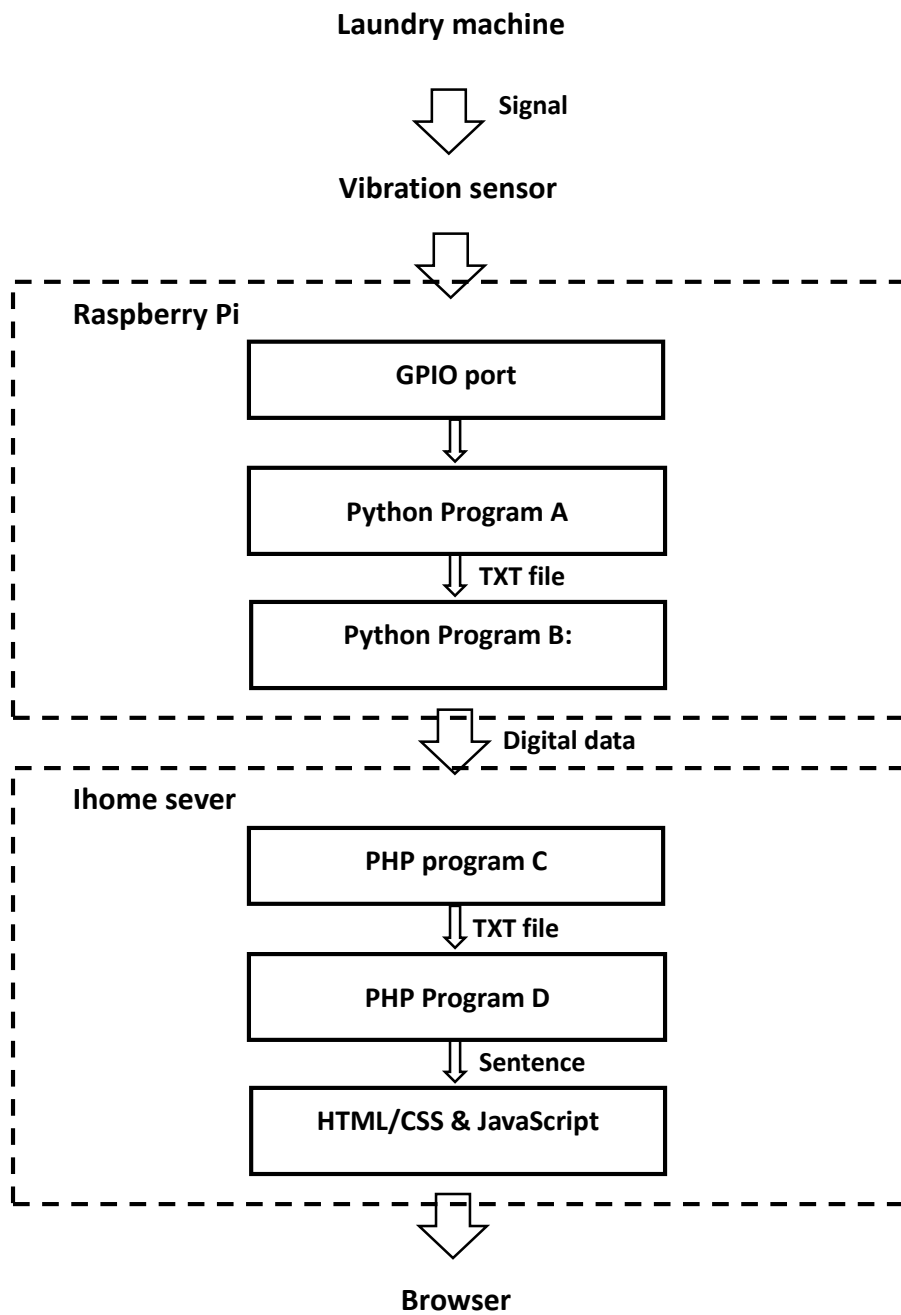 Laundry machine
Signal
Vibration sensor
Raspberry Pi
GPIO port
Python Program A
TXT file
Python Program B:
Digital data
Ihome sever
PHP program C
TXT file
PHP Program D
Sentence
HTML/CSS & JavaScript
Browser